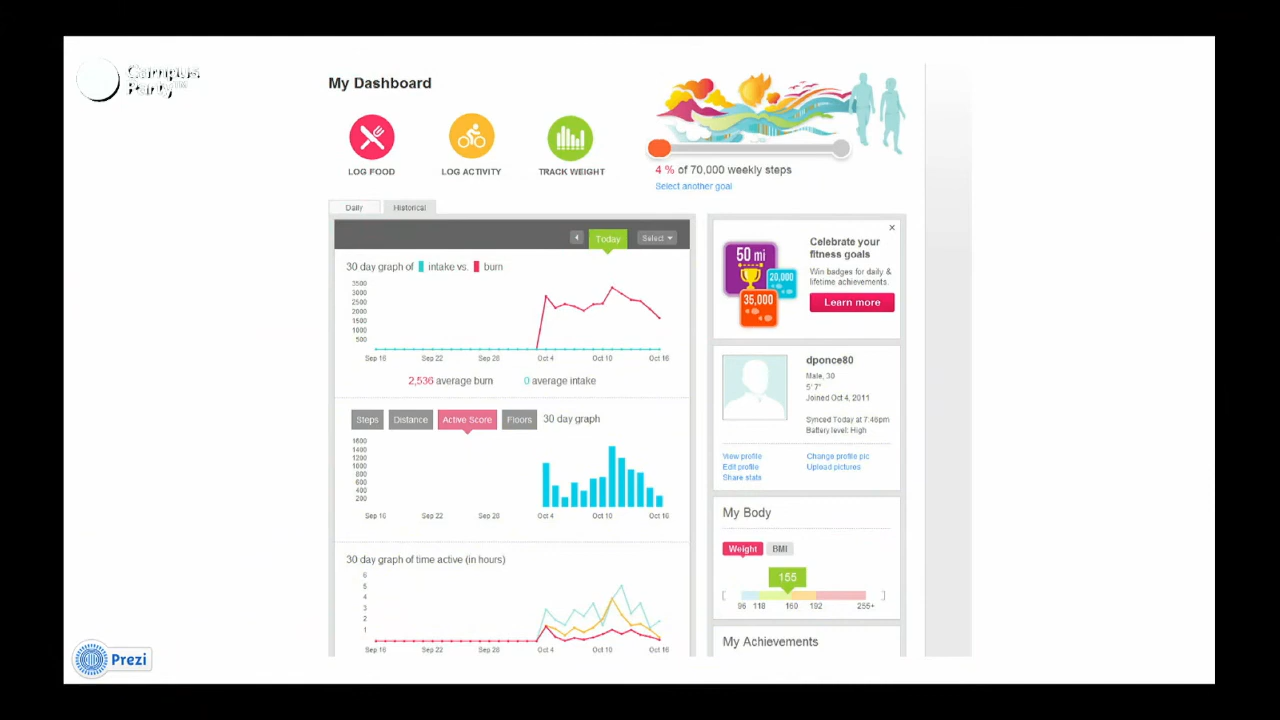 Campus
Party
My Dashboard
LOG FOOD
LOG ACTIVITY
TRACK WEIGHT
4 % of 70,000 weekly steps
Select another goal
Daily
Historical
Today
Select
30 day graph of intake vs. burn
3500
3000
2500
2000
1500
1000
500
Sep 16
Sep 22
Sep 28
Oct 4
Oct 10
Oct 16
2,536 average burn
0 average intake
Steps
Distance
Active Score
Floors
30 day graph
1600
1400
1200
1000
800
600
400
200
Sep 16
Sep 22
Sep 28
Oct 4
Oct 10
Oct 16
30 day graph of time active (in hours)
6
5
4
3
2
1
Sep 16
Sep 22
Sep 28
Oct 4
Oct 10
Oct 16
50 mi
20,000
35,000
Celebrate your
fitness goals
Win badges for daily &
lifetime achievements.
Learn more
dponce80
Male, 30
5' 7"
Joined Oct 4, 2011
Synced Today at 7:46pm
Battery level: High
View profile
Edit profile
Share stats
Change profile pic
Upload pictures
My Body
Weight
BMI
155
96
118
160
192
255+
My Achievements
Prezi